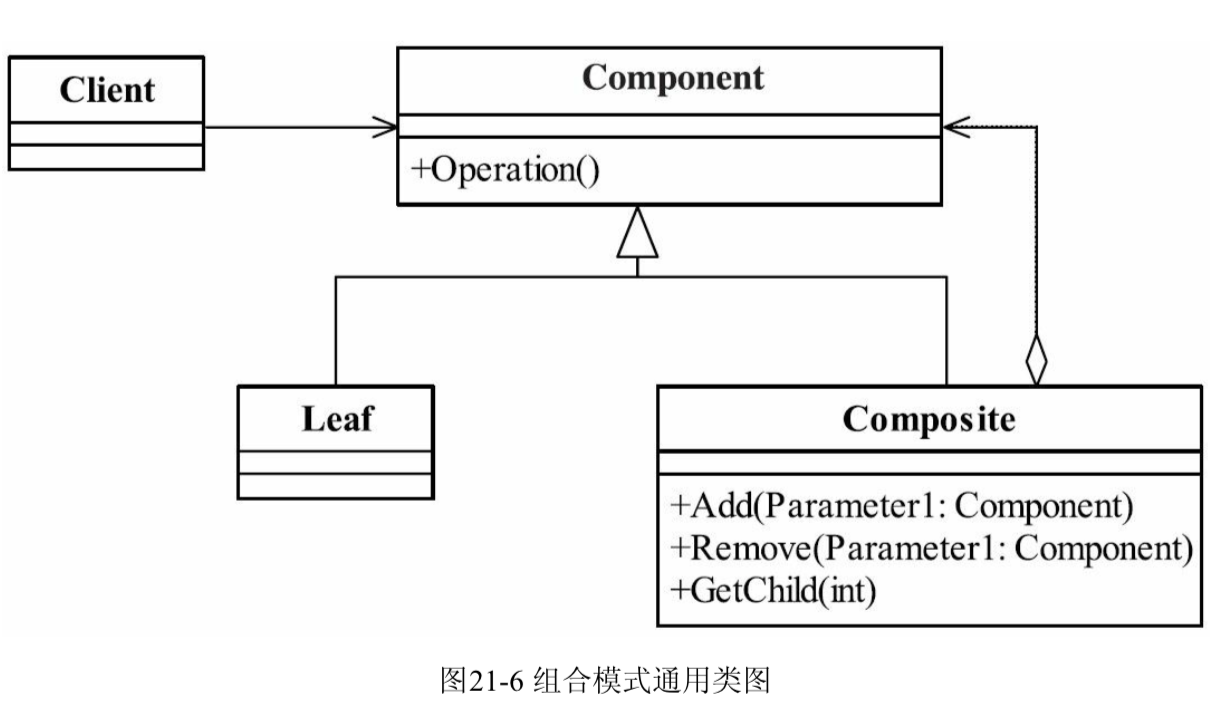 Client
Component
+Operation()
Leaf
Composite
+Add(Parameter1: Component)
+Remove(Parameter1: Component)
+GetChild(int)
图21-6 组合模式通用类图